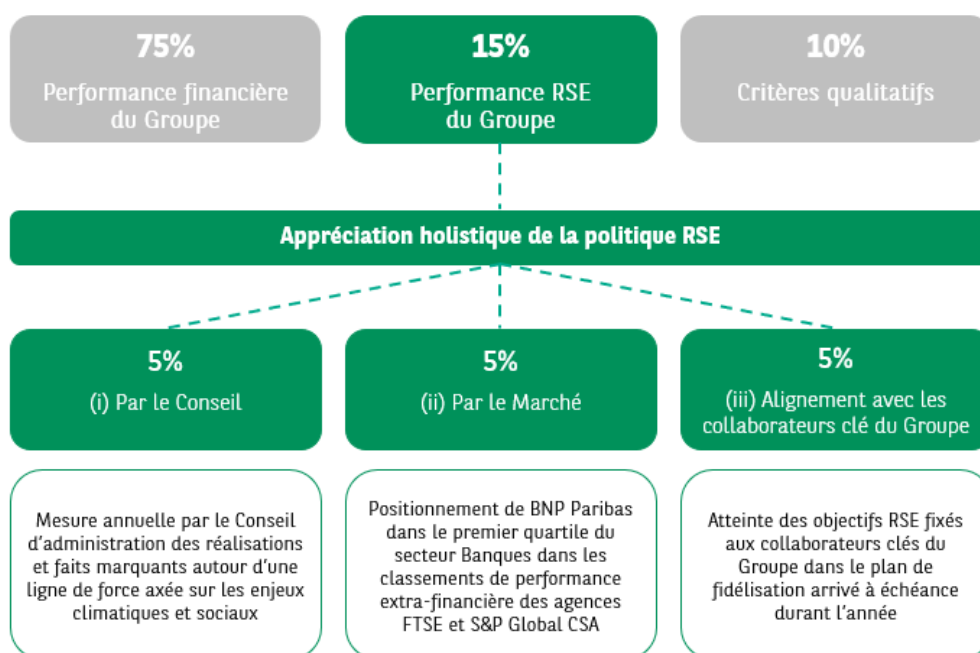 75%
Performance financière
du Groupe
15%
Performance RSE
du Groupe
10%
Critères qualitatifs
Appréciation holistique de la politique RSE
5%
(i) Par le Conseil
5%
(ii) Par le Marché
5%
(iii) Alignement avec les
collaborateurs clé du Groupe
Mesure annuelle par le Conseil
d'administration des réalisations
et faits marquants autour d'une
ligne de force axée sur les enjeux
climatiques et sociaux
Positionnement de BNP Paribas
dans le premier quartile du
secteur Banques dans les
classements de performance
extra-financière des agences
FTSE et S&P Global CSA
Atteinte des objectifs RSE fixés
aux collaborateurs clés du
Groupe dans le plan de
fidélisation arrivé à échéance
durant l'année